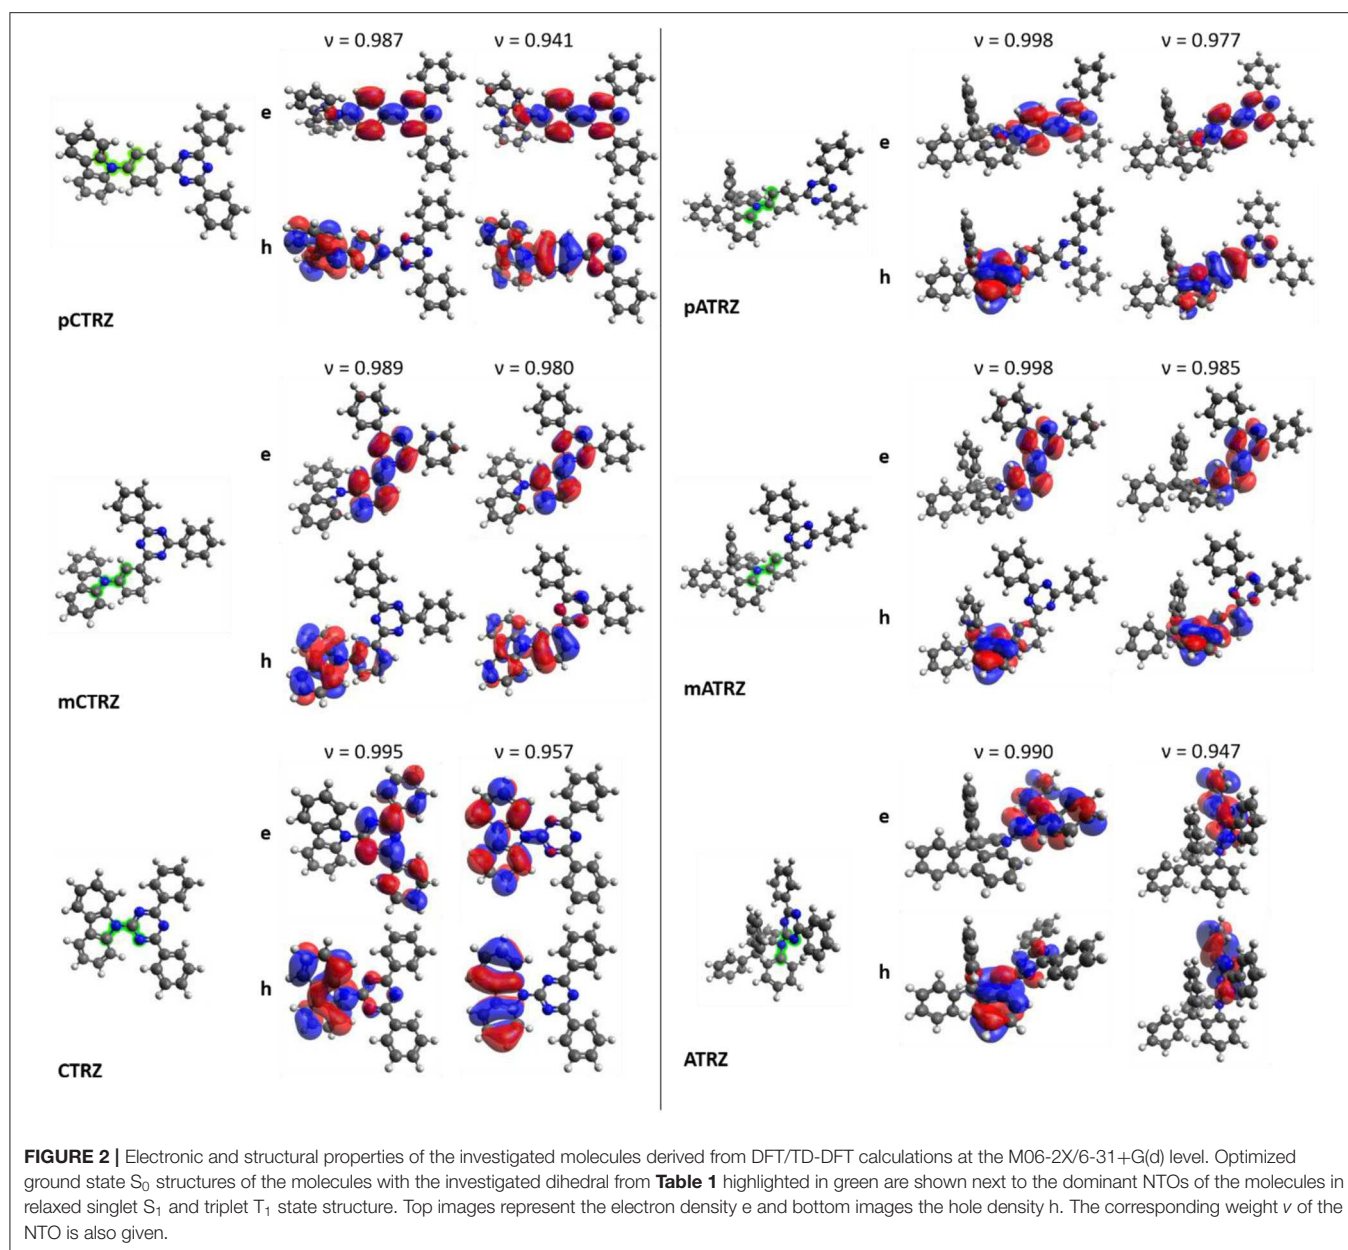 ν = 0.987 ν = 0.941
e
h
pCTRZ
ν = 0.998 ν = 0.977
e
h
pATRZ
ν = 0.989 ν = 0.980
e
h
mCTRZ
ν = 0.998 ν = 0.985
e
h
mATRZ
ν = 0.995 ν = 0.957
e
h
CTRZ
ν = 0.990 ν = 0.947
e
h
ATRZ
FIGURE 2 | Electronic and structural properties of the investigated molecules derived from DFT/TD-DFT calculations at the M06-2X/6-31+G(d) level. Optimized
ground state S₀ structures of the molecules with the investigated dihedral from Table 1 highlighted in green are shown next to the dominant NTOs of the molecules in
relaxed singlet S₁ and triplet T₁ state structure. Top images represent the electron density e and bottom images the hole density h. The corresponding weight ν of the
NTO is also given.